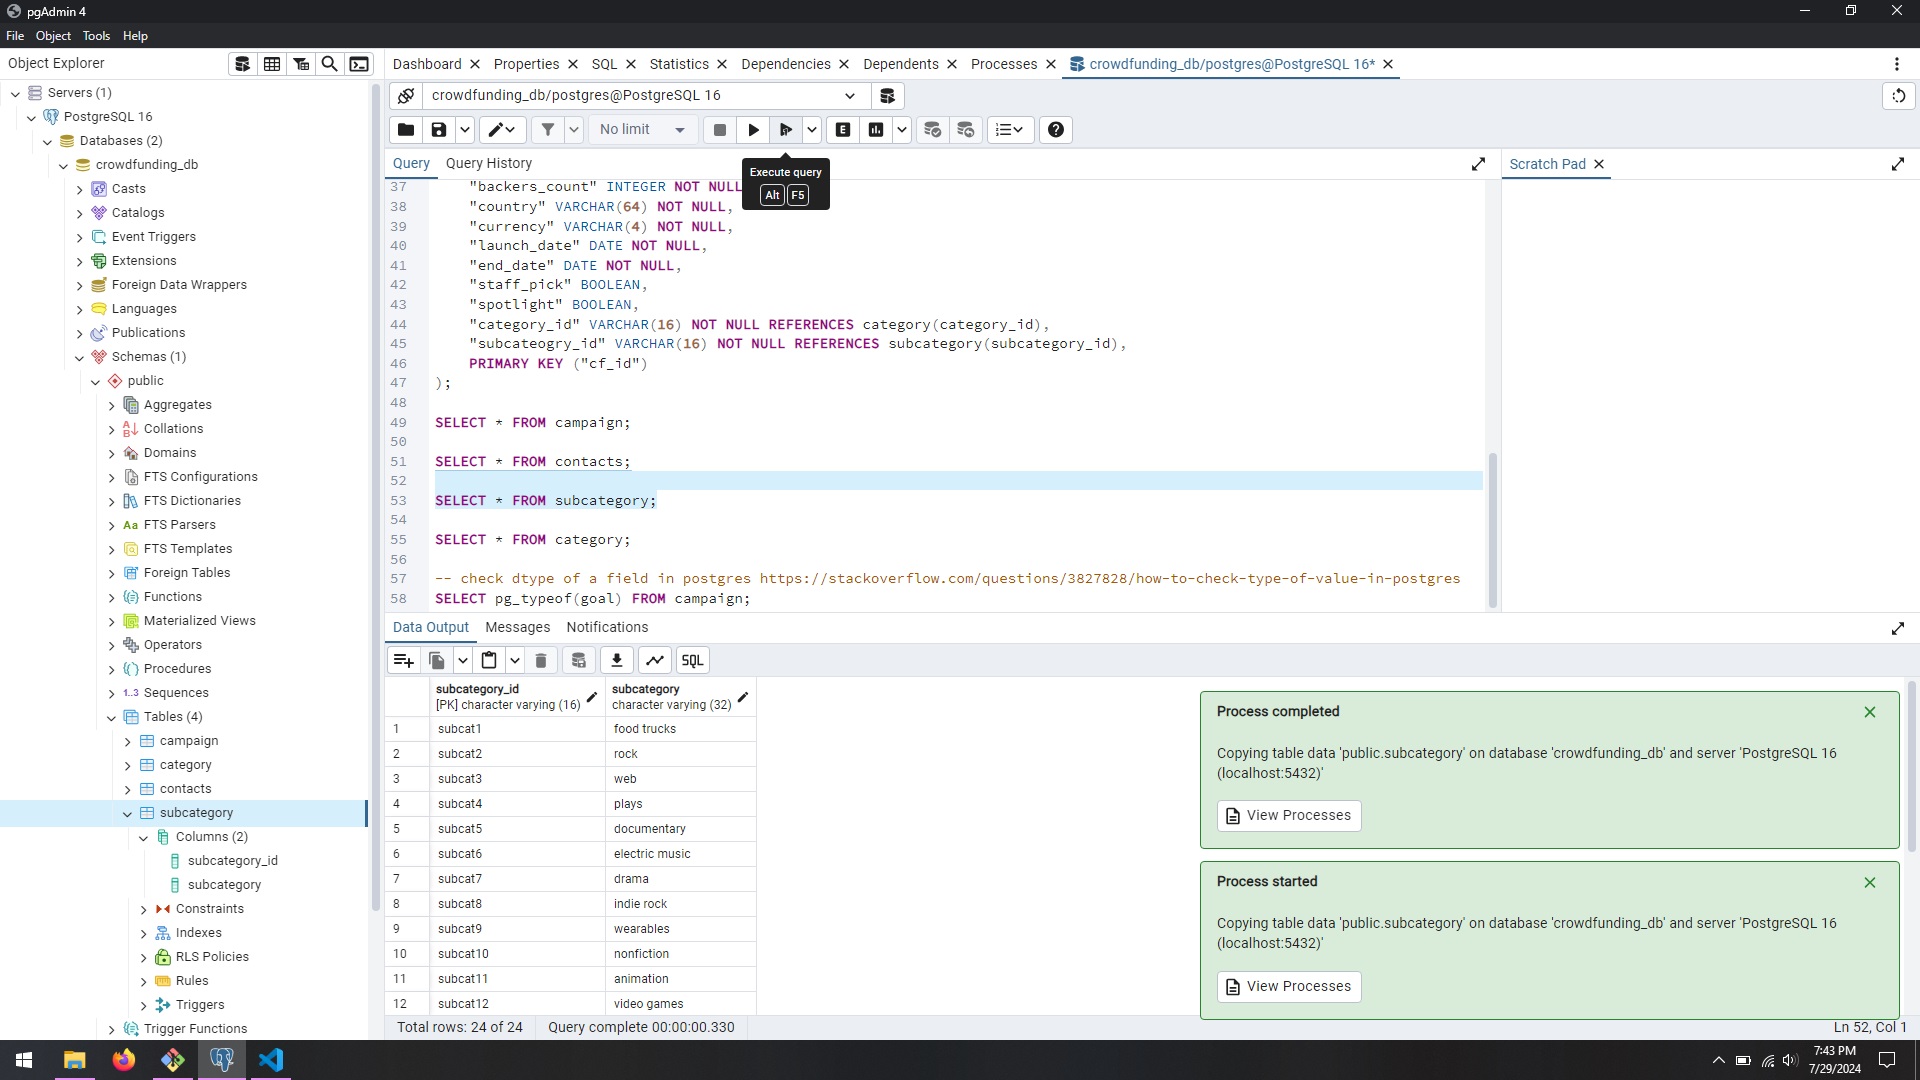 pgAdmin 4
File Object Tools Help
Object Explorer
Dashboard Properties SQL Statistics Dependencies Dependents Processes crowdfunding_db/postgres@PostgreSQL 16*
Servers (1)
PostgreSQL 16
Databases (2)
crowdfunding_db
Casts
Catalogs
Event Triggers
Extensions
Foreign Data Wrappers
Languages
Publications
Schemas (1)
public
Aggregates
Collations
Domains
FTS Configurations
FTS Dictionaries
Aa FTS Parsers
FTS Templates
Foreign Tables
Functions
Materialized Views
Operators
Procedures
1..3 Sequences
Tables (4)
campaign
category
contacts
subcategory
Columns (2)
subcategory_id
subcategory
Constraints
Indexes
RLS Policies
Rules
Triggers
Trigger Functions
crowdfunding_db/postgres@PostgreSQL 16
No limit
E
Query Query History
Execute query
Alt F5
Scratch Pad
37 "backers_count" INTEGER NOT NULL
38 "country" VARCHAR(64) NOT NULL,
39 "currency" VARCHAR(4) NOT NULL,
40 "launch_date" DATE NOT NULL,
41 "end_date" DATE NOT NULL,
42 "staff_pick" BOOLEAN,
43 "spotlight" BOOLEAN,
44 "category_id" VARCHAR(16) NOT NULL REFERENCES category(category_id),
45 "subcateogry_id" VARCHAR(16) NOT NULL REFERENCES subcategory(subcategory_id),
46 PRIMARY KEY ("cf_id")
47 );
48
49 SELECT * FROM campaign;
50
51 SELECT * FROM contacts;
52
53 SELECT * FROM subcategory;
54
55 SELECT * FROM category;
56
57 -- check dtype of a field in postgres https://stackoverflow.com/questions/3827828/how-to-check-type-of-value-in-postgres
58 SELECT pg_typeof(goal) FROM campaign;
Data Output Messages Notifications
SQL
subcategory_id subcategory
[PK] character varying (16) character varying (32)
1 subcat1 food trucks
2 subcat2 rock
3 subcat3 web
4 subcat4 plays
5 subcat5 documentary
6 subcat6 electric music
7 subcat7 drama
8 subcat8 indie rock
9 subcat9 wearables
10 subcat10 nonfiction
11 subcat11 animation
12 subcat12 video games
Process completed
Copying table data 'public.subcategory' on database 'crowdfunding_db' and server 'PostgreSQL 16
(localhost:5432)'
View Processes
Process started
Copying table data 'public.subcategory' on database 'crowdfunding_db' and server 'PostgreSQL 16
(localhost:5432)'
View Processes
Total rows: 24 of 24 Query complete 00:00:00.330 Ln 52, Col 1
7:43 PM
7/29/2024